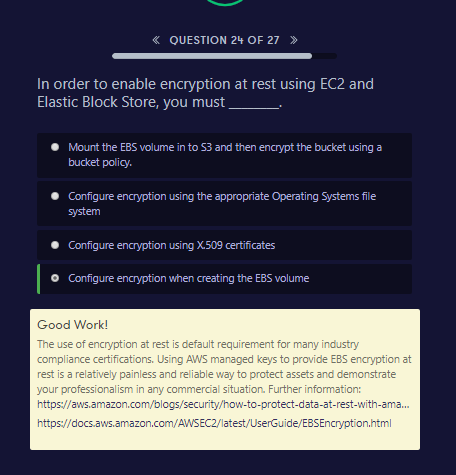 « QUESTION 24 OF 27 »
In order to enable encryption at rest using EC2 and
Elastic Block Store, you must ________.
Mount the EBS volume in to S3 and then encrypt the bucket using a
bucket policy.
Configure encryption using the appropriate Operating Systems file
system
Configure encryption using X.509 certificates
Configure encryption when creating the EBS volume
Good Work!
The use of encryption at rest is default requirement for many industry
compliance certifications. Using AWS managed keys to provide EBS encryption at
rest is a relatively painless and reliable way to protect assets and demonstrate
your professionalism in any commercial situation. Further information:
https://aws.amazon.com/blogs/security/how-to-protect-data-at-rest-with-ama...
https://docs.aws.amazon.com/AWSEC2/latest/UserGuide/EBSEncryption.html